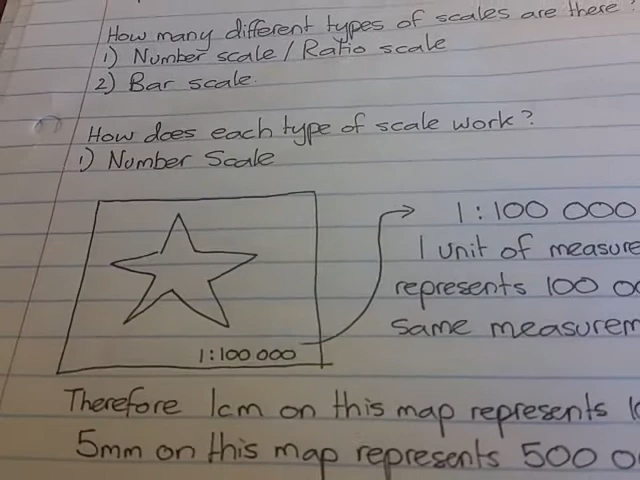 How many different types of scales are there?
1) Number scale / Ratio scale
2) Bar scale.
How does each type of scale work?
1) Number Scale
1:100 000
1 unit of
represents 100
same
1:100 000
Therefore 1cm on this map represents
5mm on this map represents 500